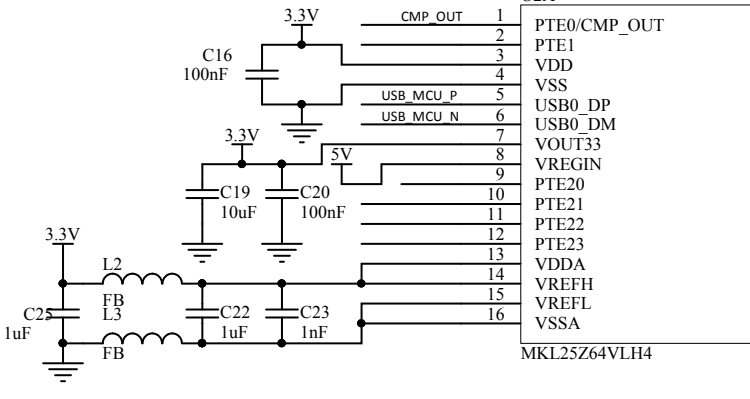 3.3V
CMP_OUT 1 PTE0/CMP_OUT
2 PTE1
C16 3 VDD
100nF 4 VSS
USB_MCU_P 5 USB0_DP
USB_MCU_N 6 USB0_DM
3.3V 7 VOUT33
5V 8 VREGIN
9 PTE20
C19 C20 10 PTE21
10uF 100nF 11 PTE22
12 PTE23
3.3V 13 VDDA
L2 14 VREFH
FB 15 VREFL
C25 L3 C22 C23 16 VSSA
1uF FB 1uF 1nF
MKL25Z64VLH4